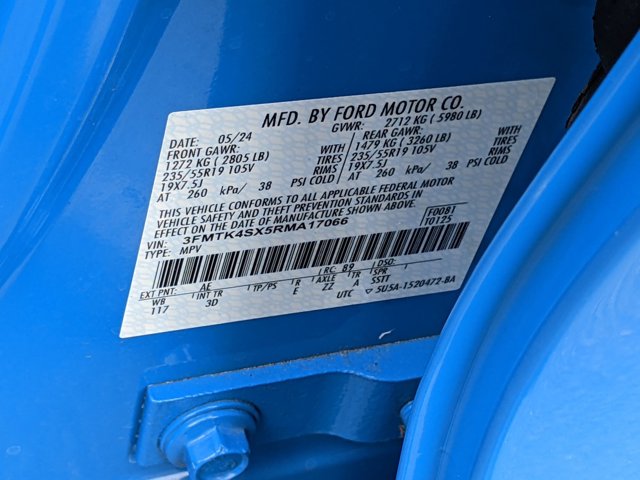 MFD. BY FORD MOTOR CO.
DATE: 05/24 GVWR: 2712 KG ( 5980 LB)
FRONT GAWR: REAR GAWR:
1272 KG ( 2805 LB) WITH 1479 KG ( 3260 LB) WITH
235/55R19 105V TIRES 235/55R19 105V TIRES
19X7.5J RIMS 19X7.5J RIMS
AT 260 kPa/ 38 PSI COLD AT 260 kPa/ 38 PSI COLD
THIS VEHICLE CONFORMS TO ALL APPLICABLE FEDERAL MOTOR
VEHICLE SAFETY AND THEFT PREVENTION STANDARDS IN
EFFECT ON THE DATE OF MANUFACTURE SHOWN ABOVE.
VIN: 3FMTK4SX5RMA17066 F0081
TYPE: MPV T0125
EXT PNT: AE RC: 89 DSO:
WB INT TR TP/PS R AXLE TR SPR
117 3D E ZZ A SSTT
UTC 5U5A-1520472-BA